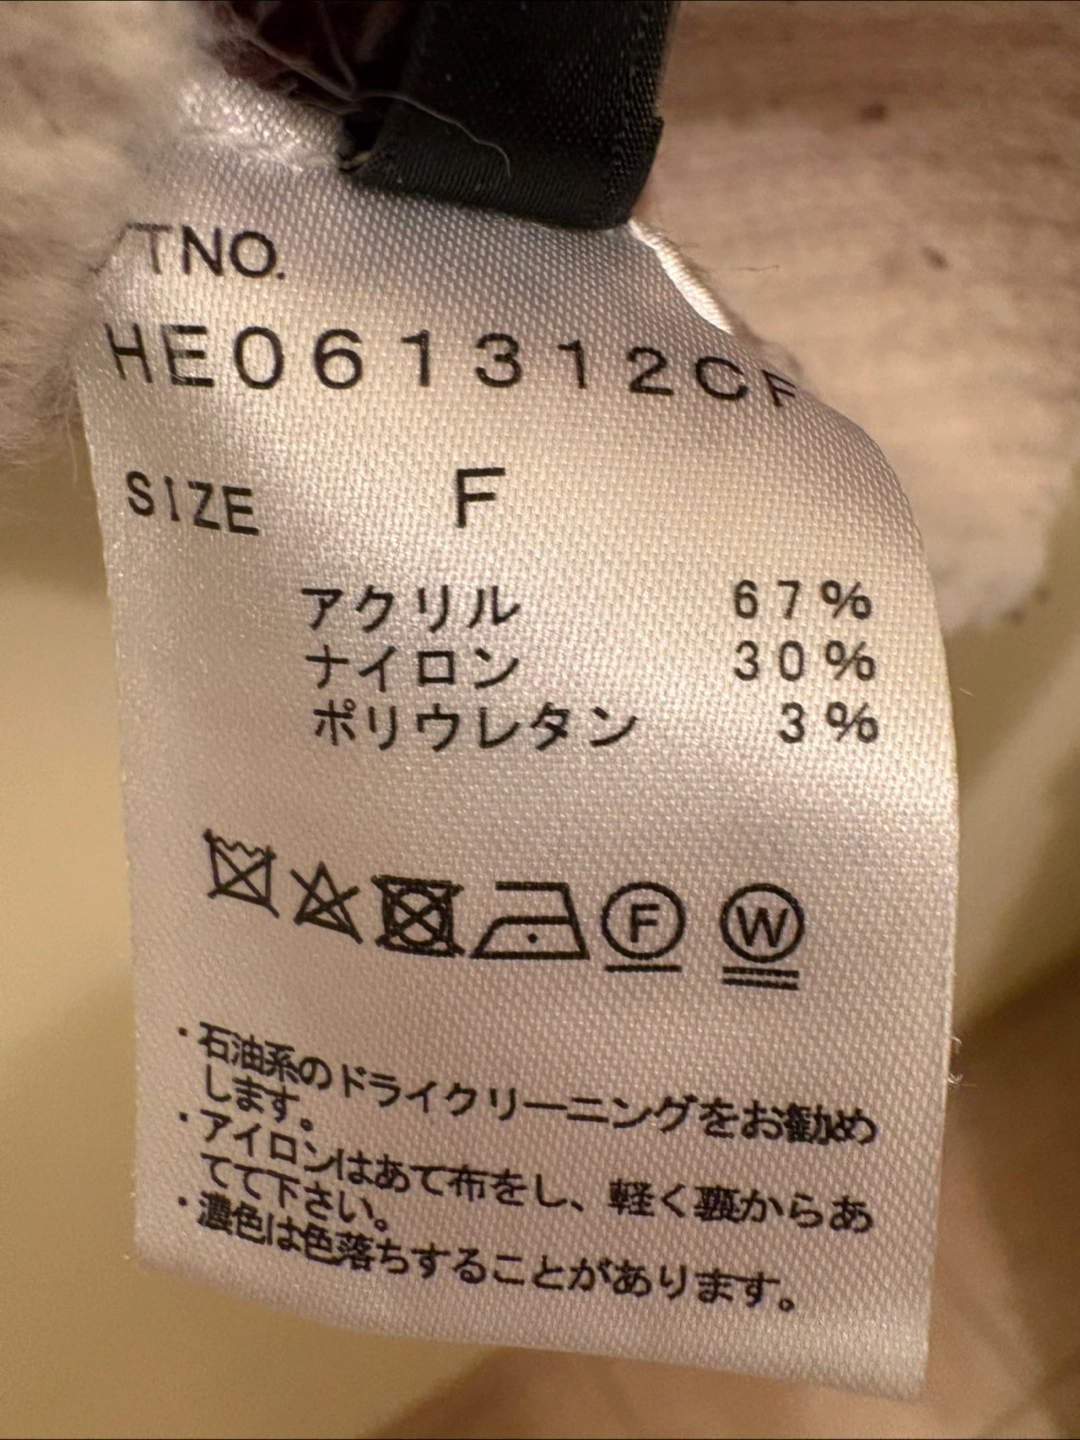 TNO.
HE061312CF
SIZE F
アクリル 67%
ナイロン 30%
ポリウレタン 3%
F W
・石油系のドライクリーニングをお勧め
します。
・アイロンはあて布をし、軽く裏からあ
てて下さい。
・濃色は色落ちすることがあります。